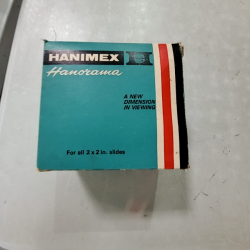 HANIMEX H
Hanorama
A NEW
DIMENSION
IN VIEWING
For all 2 x 2 in. slides